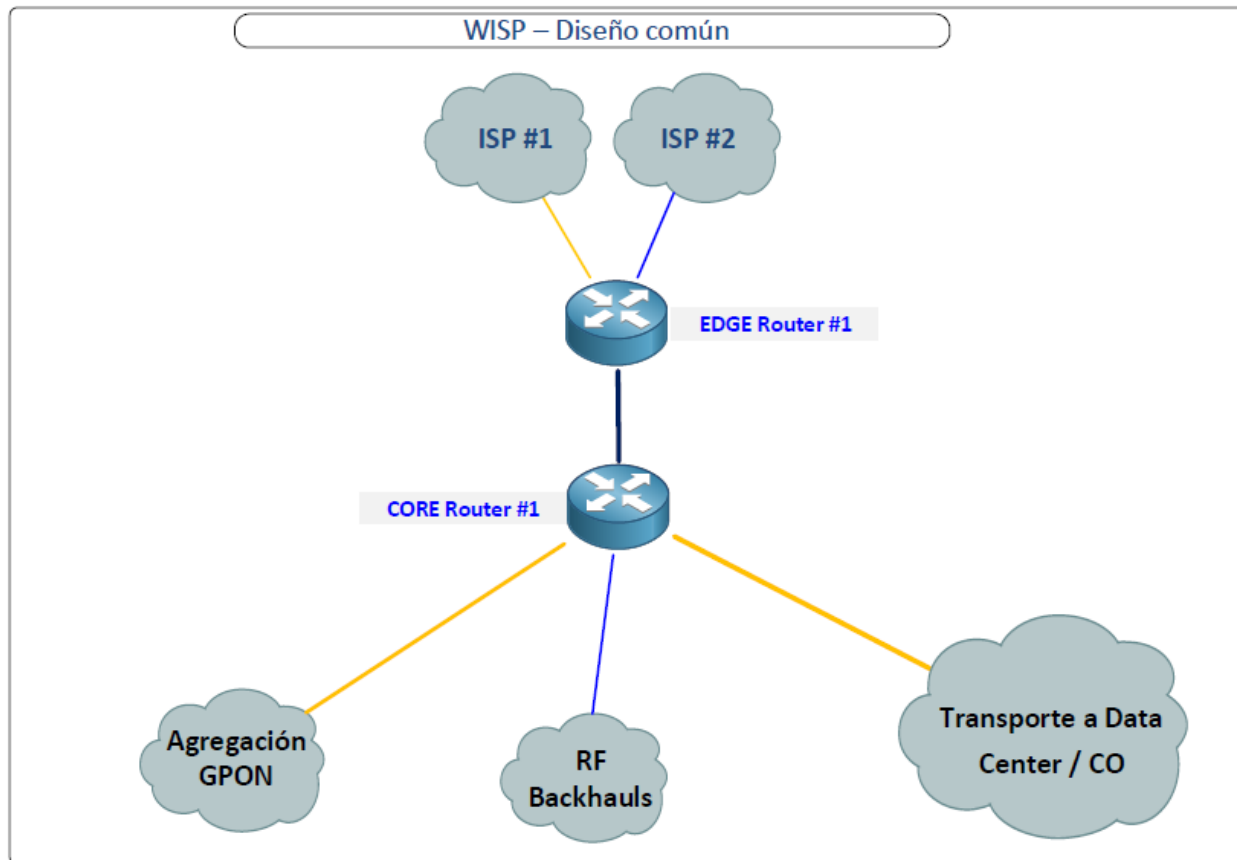 WISP – Diseño común
ISP #1
ISP #2
EDGE Router #1
CORE Router #1
Agregación
GPON
RF
Backhauls
Transporte a Data
Center / CO